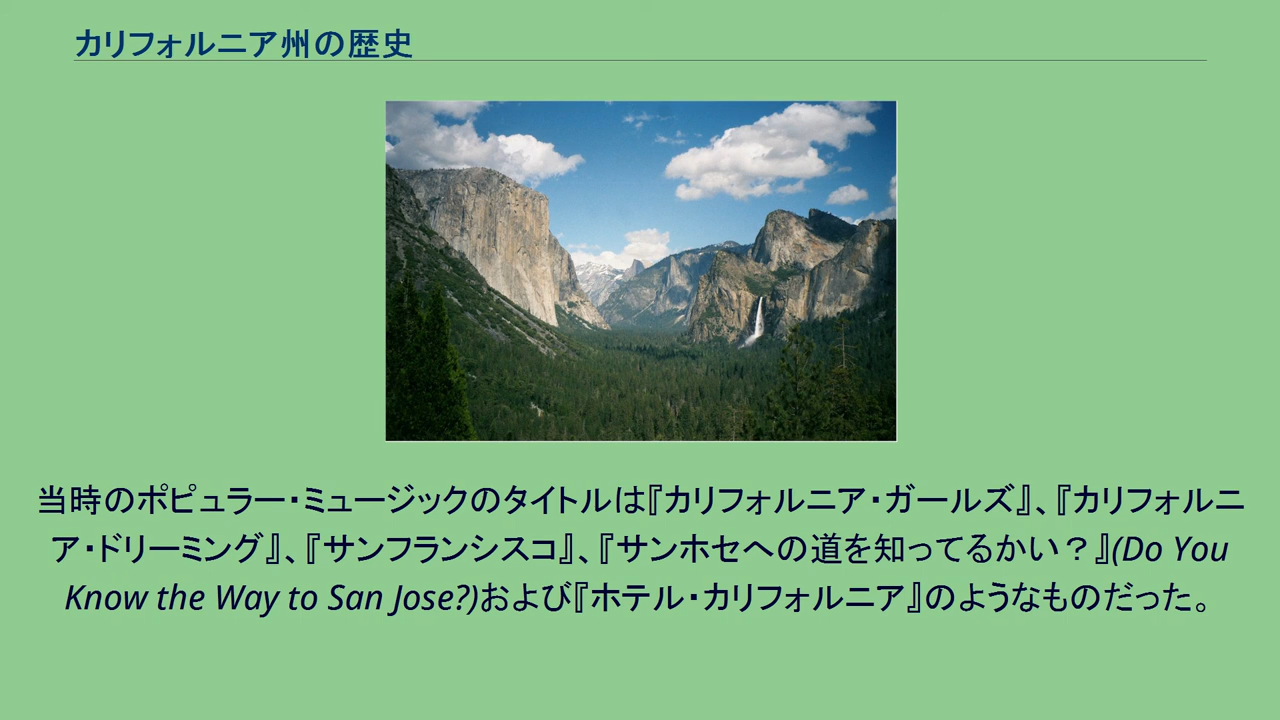 カリフォルニア州の歴史
当時のポピュラー・ミュージックのタイトルは『カリフォルニア・ガールズ』、『カリフォルニ
ア・ドリーミング』、『サンフランシスコ』、『サンホセへの道を知ってるかい？』(Do You
Know the Way to San Jose?)および『ホテル・カリフォルニア』のようなものだった。